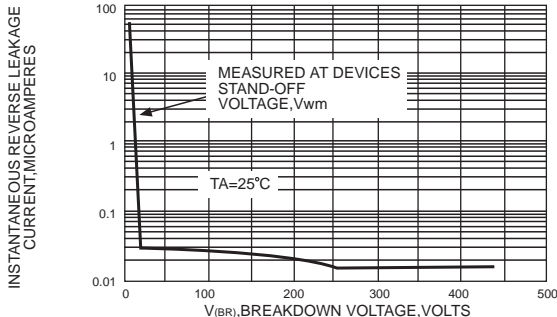 INSTANTANEOUS REVERSE LEAKAGE
CURRENT,MICROAMPERES
100
10
1
0.1
0.01
MEASURED AT DEVICES
STAND-OFF
VOLTAGE,Vwm
TA=25°C
0
100
200
300
400
500
V(BR),BREAKDOWN VOLTAGE,VOLTS